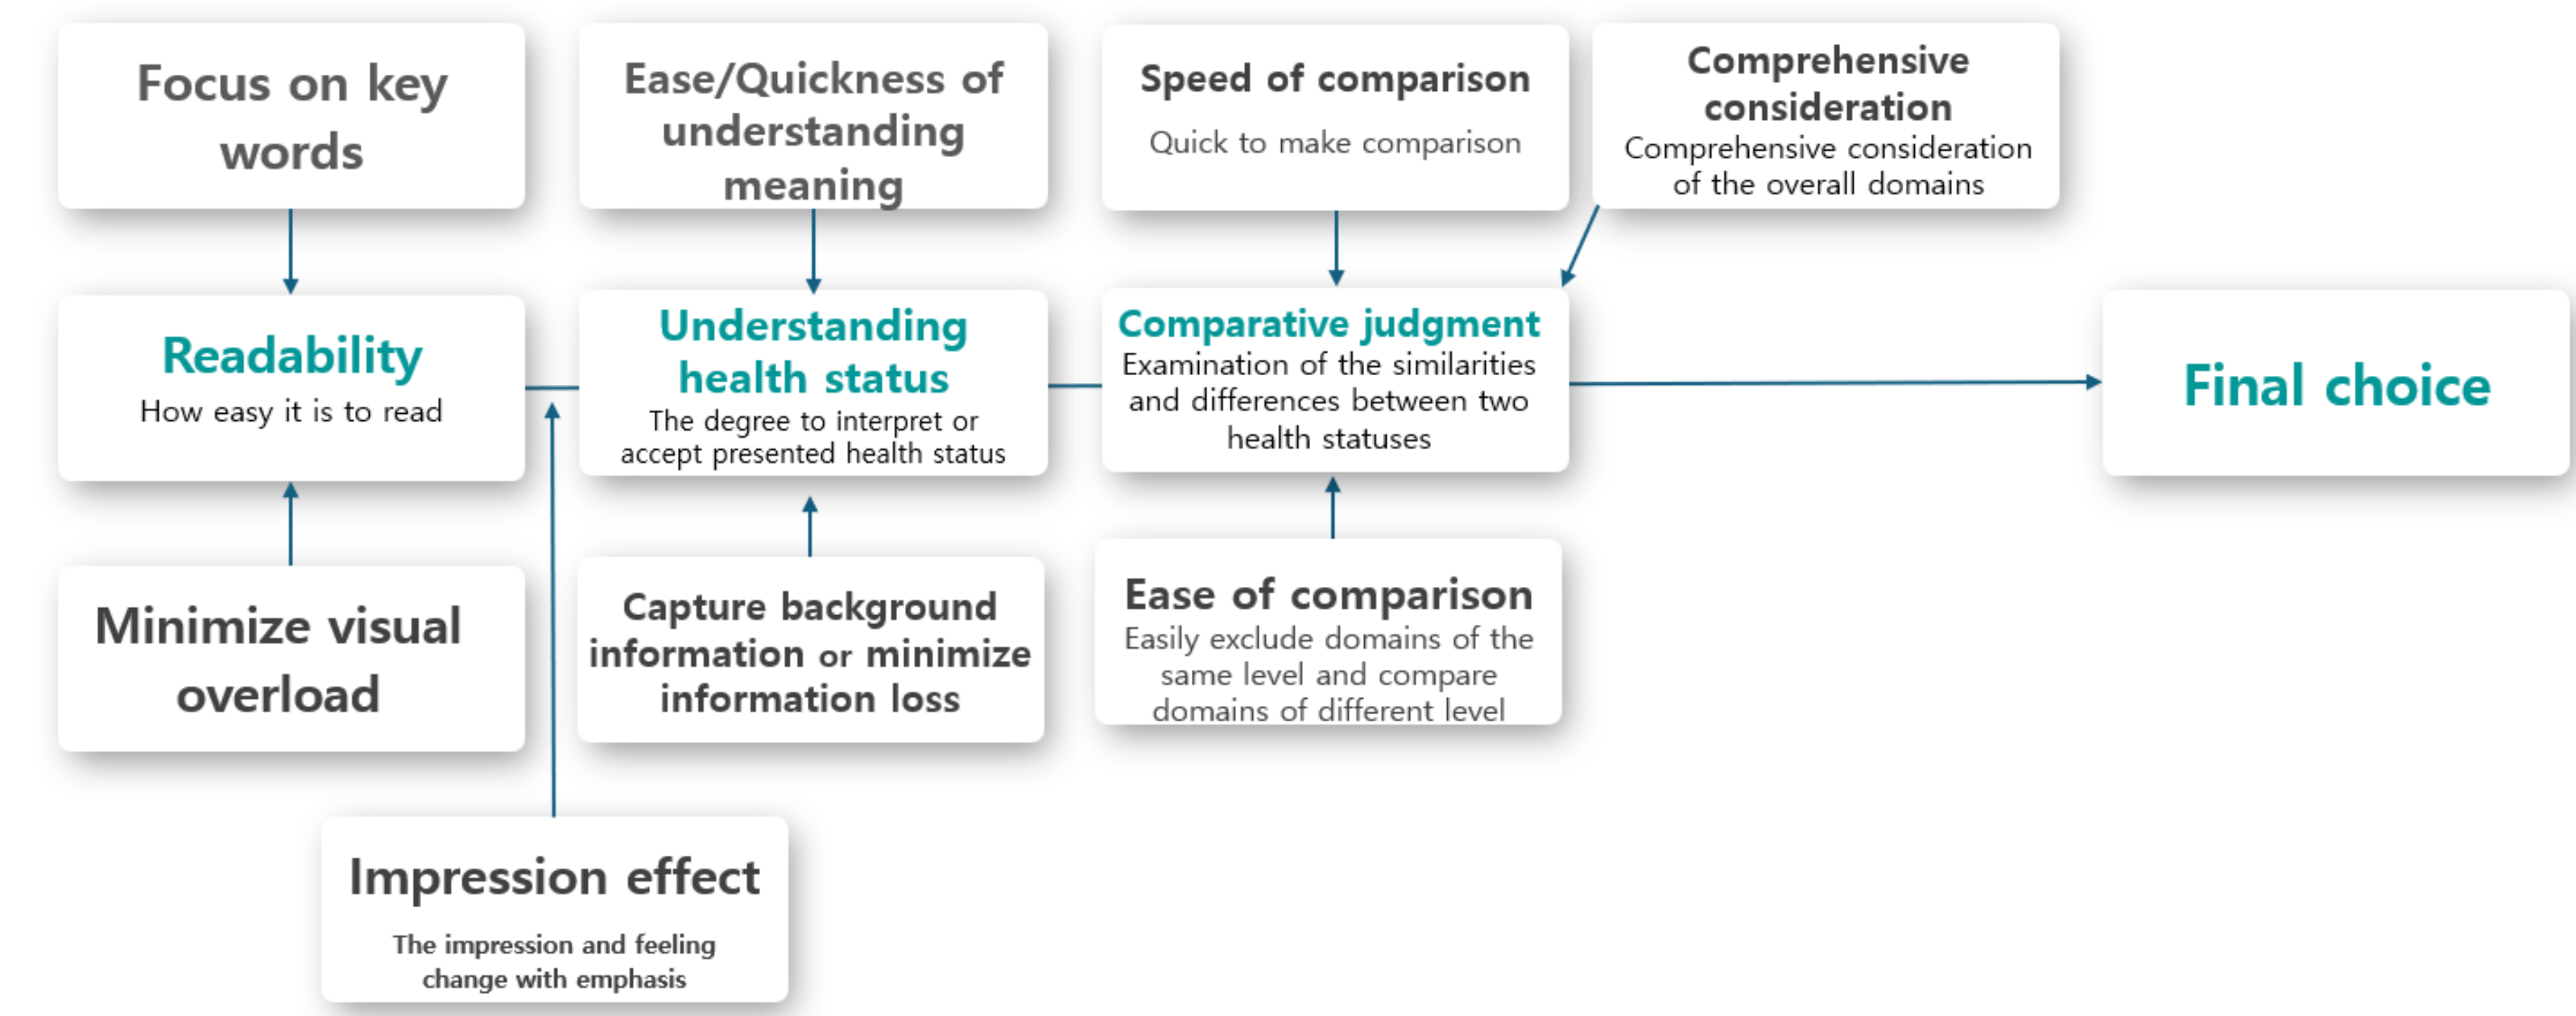 Focus on key
words
Ease/Quickness of
understanding
meaning
Speed of comparison
Quick to make comparison
Comprehensive
consideration
Comprehensive consideration
of the overall domains
Readability
How easy it is to read
Understanding
health status
The degree to interpret or
accept presented health status
Comparative judgment
Examination of the similarities
and differences between two
health statuses
Final choice
Minimize visual
overload
Capture background
information or minimize
information loss
Ease of comparison
Easily exclude domains of the
same level and compare
domains of different level
Impression effect
The impression and feeling
change with emphasis